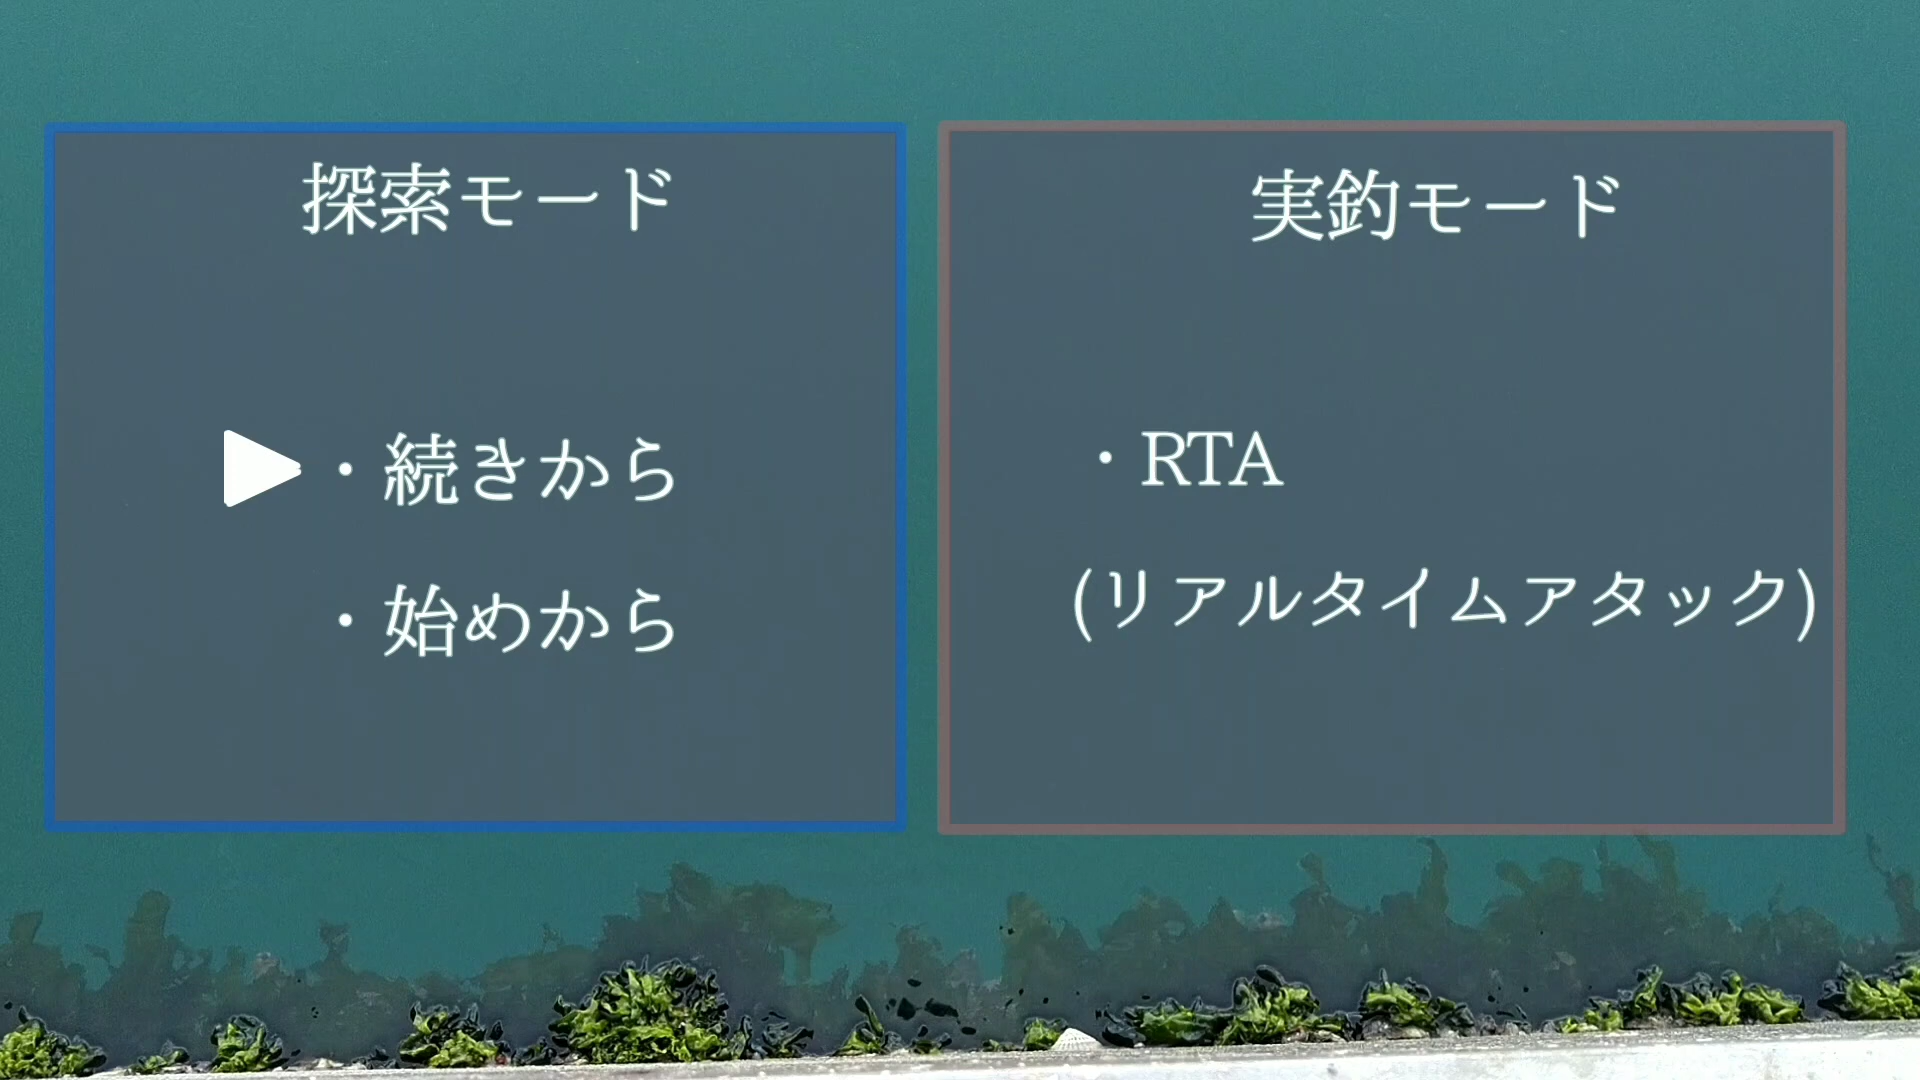 探索モード
・続きから
・始めから
実釣モード
・RTA
(リアルタイムアタック)